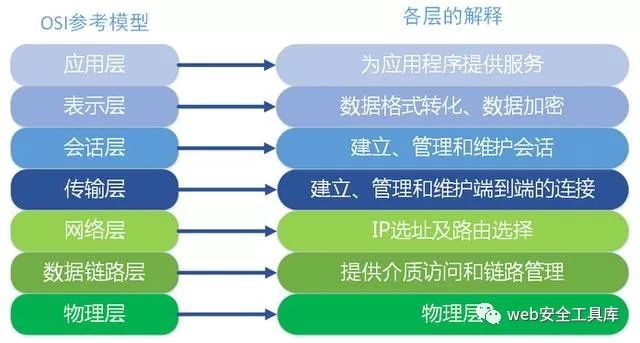 OSI参考模型 各层的解释
应用层 为应用程序提供服务
表示层 数据格式转化、数据加密
会话层 建立、管理和维护会话
传输层 建立、管理和维护端到端的连接
网络层 IP选址及路由选择
数据链路层 提供介质访问和链路管理
物理层 物理层
web安全工具库